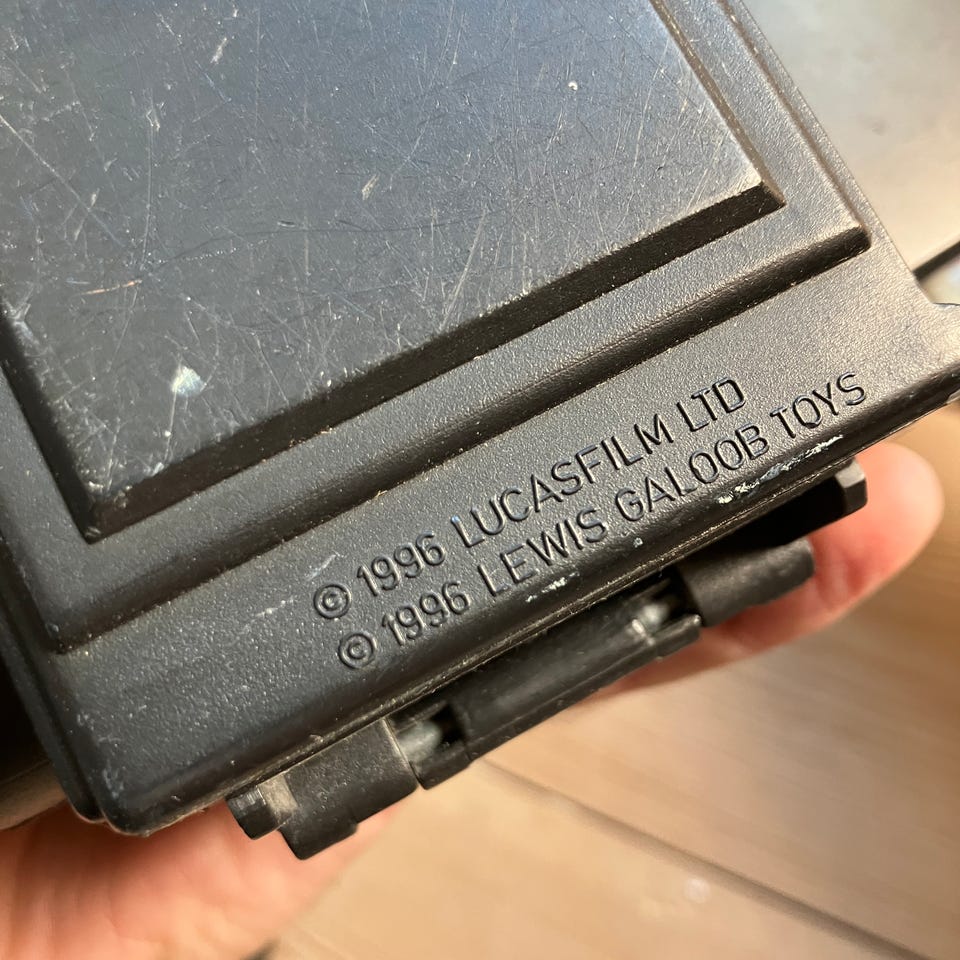 © 1996 LUCASFILM LTD
© 1996 LEWIS GALOOB TOYS